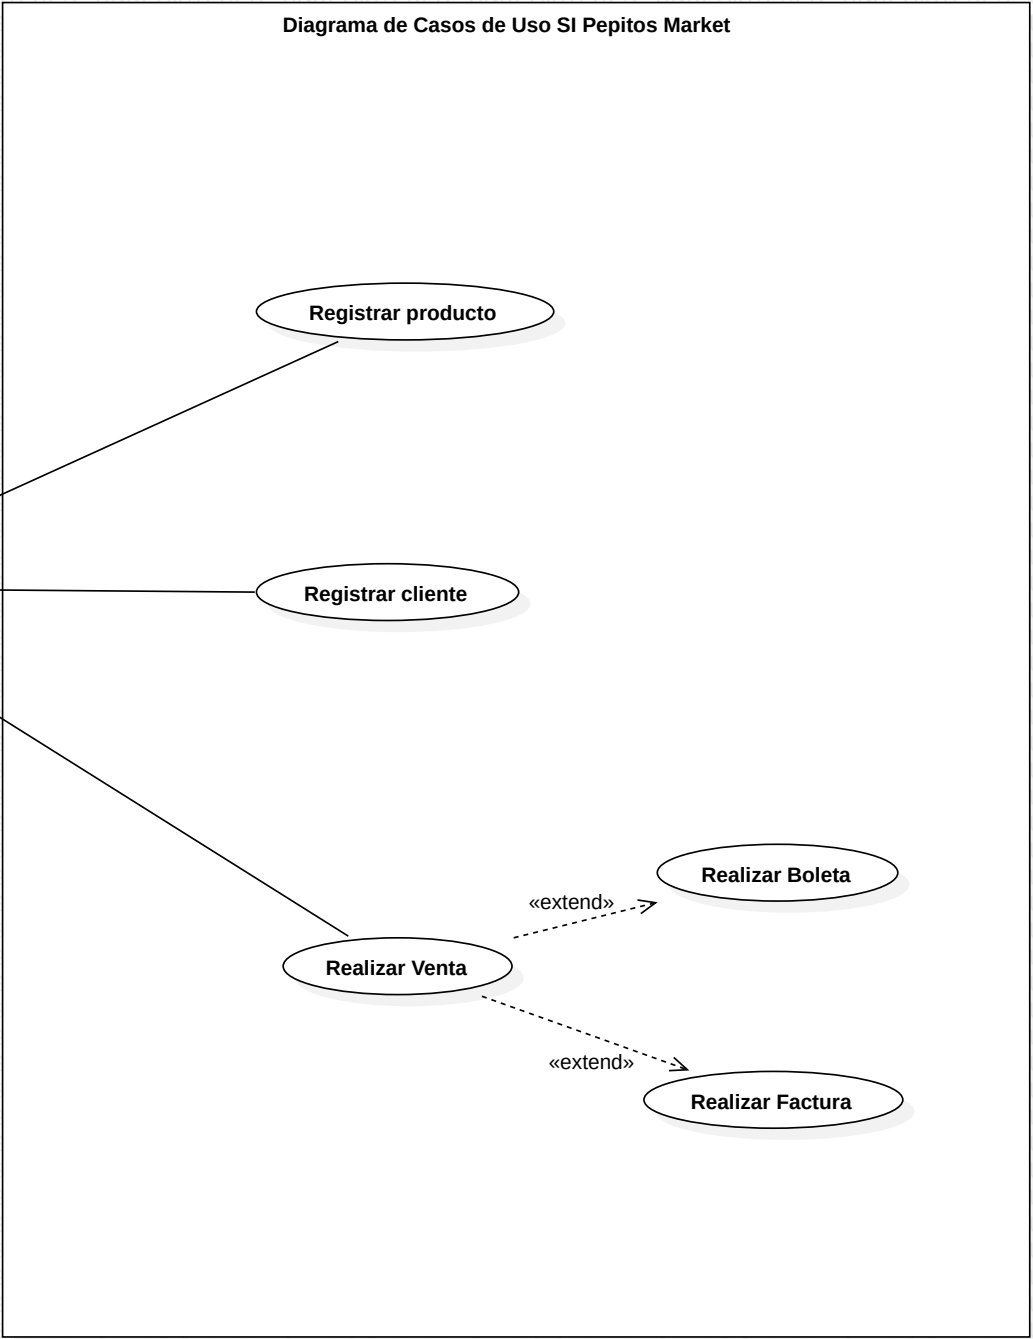 Diagrama de Casos de Uso SI Pepitos Market
Registrar producto
Registrar cliente
Realizar Boleta
«extend»
Realizar Venta
«extend»
Realizar Factura